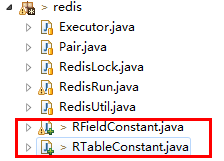 > redis
Executor.java
Pair.java
RedisLock.java
RedisRun.java
RedisUtil.java
> RFieldConstant.java
> RTableConstant.java